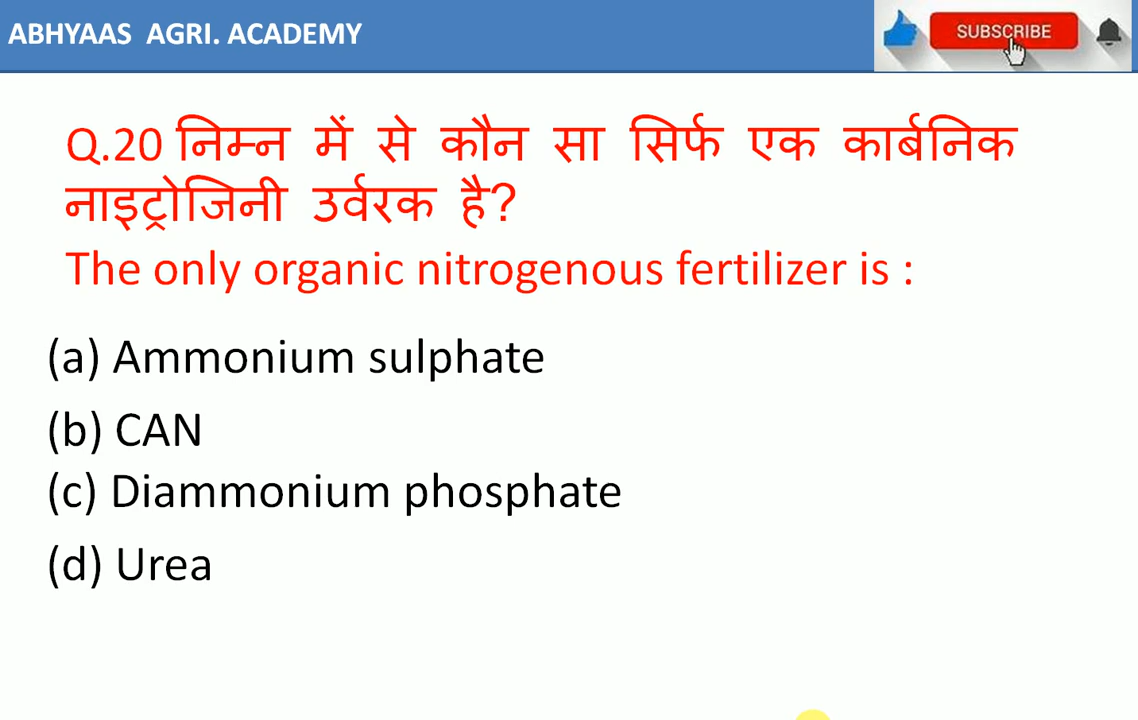 ABHYAAS AGRI. ACADEMY
SUBSCRIBE
Q.20 निम्न में से कौन सा सिर्फ एक कार्बनिक
नाइट्रोजिनी उर्वरक है?
The only organic nitrogenous fertilizer is :
(a) Ammonium sulphate
(b) CAN
(c) Diammonium phosphate
(d) Urea